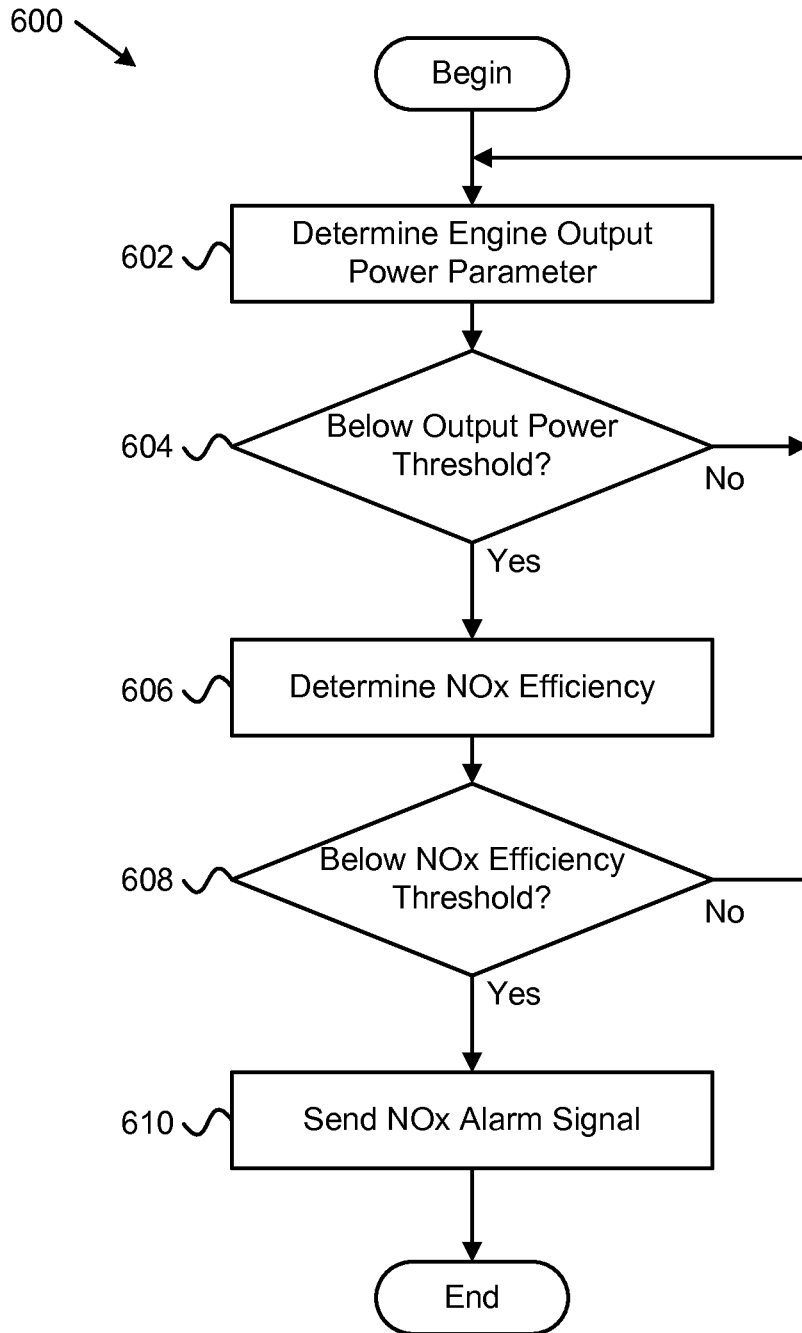 600
Begin
602
Determine Engine Output
Power Parameter
604
Below Output Power
Threshold?
No
Yes
606
Determine NOx Efficiency
608
Below NOx Efficiency
Threshold?
No
Yes
610
Send NOx Alarm Signal
End